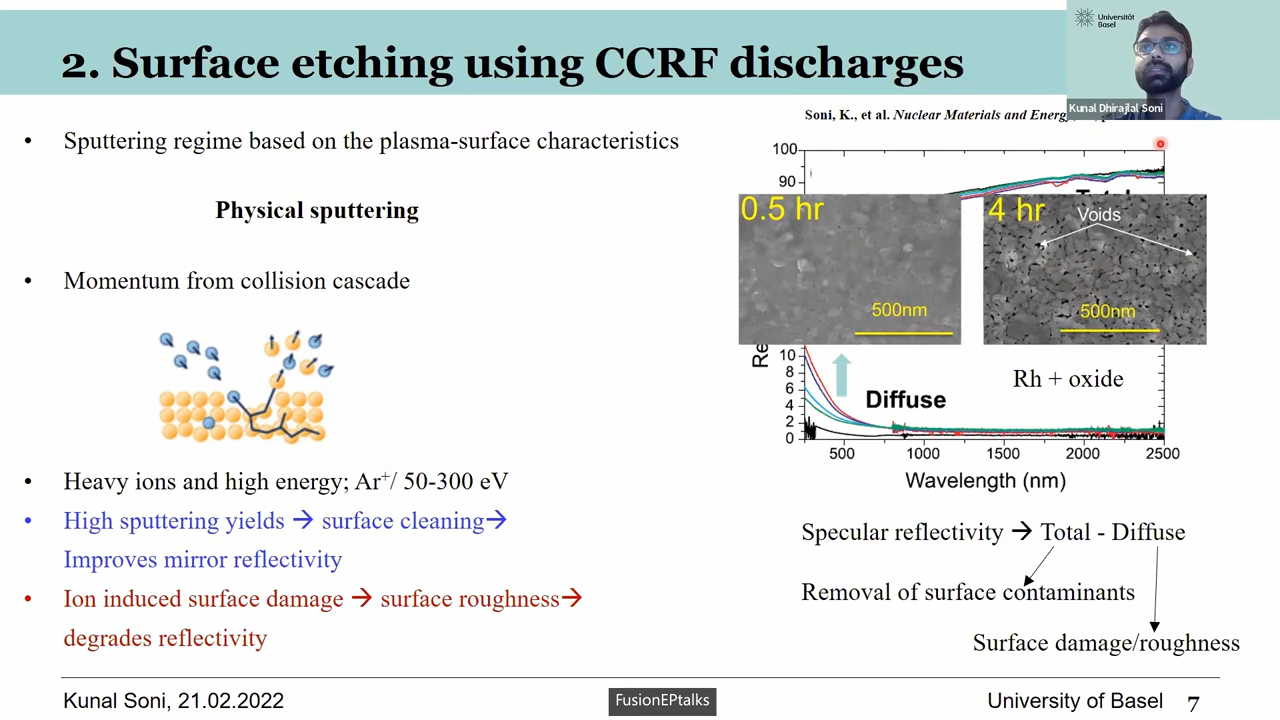 2. Surface etching using CCRF discharges
Universität
Basel
Kunal Dhirajlal Soni
• Sputtering regime based on the plasma-surface characteristics
Physical sputtering
• Momentum from collision cascade
• Heavy ions and high energy; Ar+/ 50-300 eV
• High sputtering yields → surface cleaning→
Improves mirror reflectivity
• Ion induced surface damage → surface roughness→
degrades reflectivity
Soni, K., et al. Nuclear Materials and Energy
100
90
0.5 hr
500nm
4 hr
Voids
500nm
10
8
6
4
2
0
Re
Rh + oxide
Diffuse
500 1000 1500 2000 2500
Wavelength (nm)
Specular reflectivity → Total - Diffuse
Removal of surface contaminants
Surface damage/roughness
Kunal Soni, 21.02.2022
FusionEPtalks
University of Basel 7